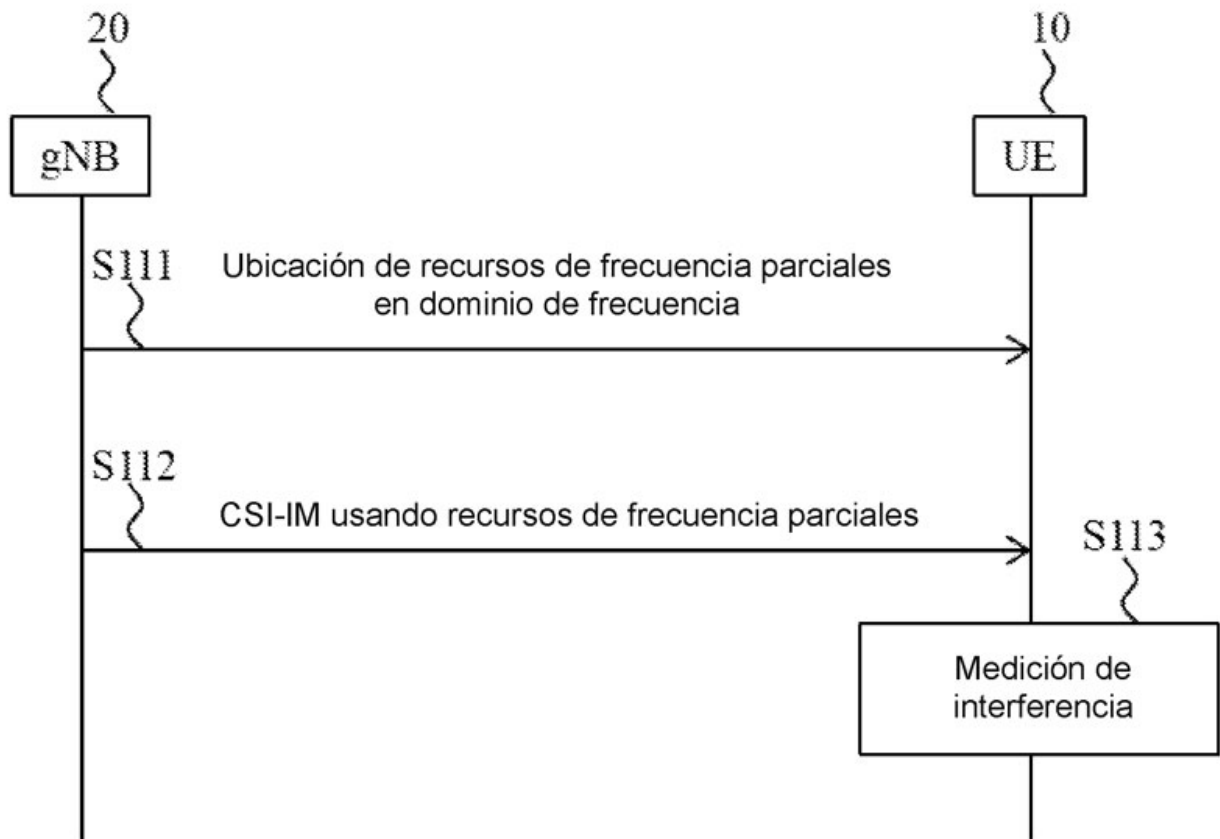 20
10
gNB
UE
S111
Ubicación de recursos de frecuencia parciales
en dominio de frecuencia
S112
CSI-IM usando recursos de frecuencia parciales
S113
Medición de
interferencia